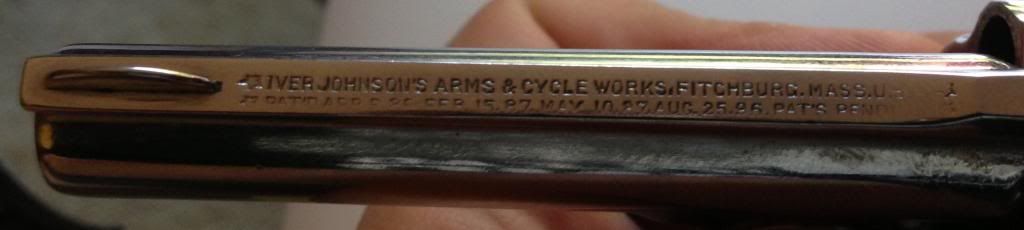 IVER JOHNSON'S ARMS & CYCLE WORKS, FITCHBURG. MASS. U.
PAT'D APR. 6. 86. FEB. 15. 87. MAY. 10. 87. AUG. 25. 96. PAT'S PEND